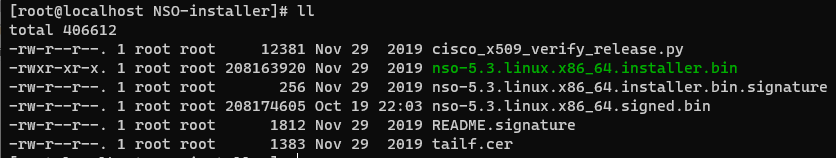 [root@localhost NSO-installer]# ll
total 406612
-rw-r--r--. 1 root root     12381 Nov 29  2019 cisco_x509_verify_release.py
-rwxr-xr-x. 1 root root 208163920 Nov 29  2019 nso-5.3.linux.x86_64.installer.bin
-rw-r--r--. 1 root root       256 Nov 29  2019 nso-5.3.linux.x86_64.installer.bin.signature
-rw-r--r--. 1 root root 208174605 Oct 19 22:03 nso-5.3.linux.x86_64.signed.bin
-rw-r--r--. 1 root root      1812 Nov 29  2019 README.signature
-rw-r--r--. 1 root root      1383 Nov 29  2019 tailf.cer